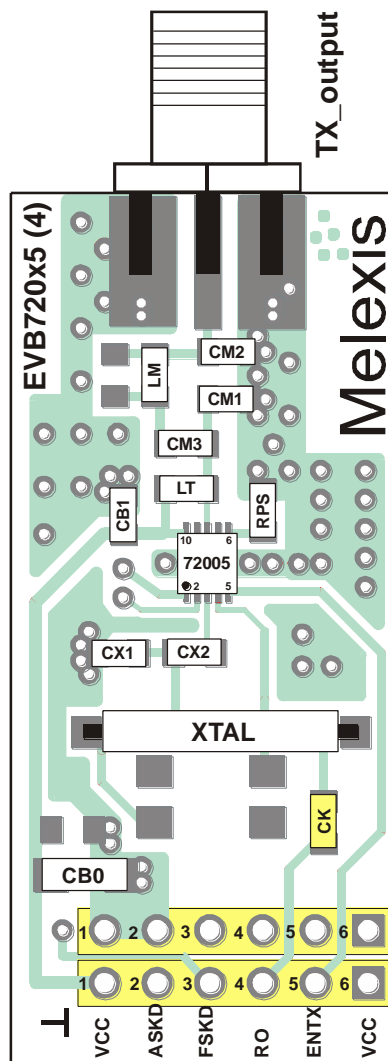 TX_output
EVB720x5 (4)
Melexis
CM2
LM
CM1
CM3
LT
CB1
RPS
10 6
72005
2 5
CX1 CX2
XTAL
CK
CB0
1 2 3 4 5 6
1 2 3 4 5 6
VCC ASKD FSKD RO ENTX VCC